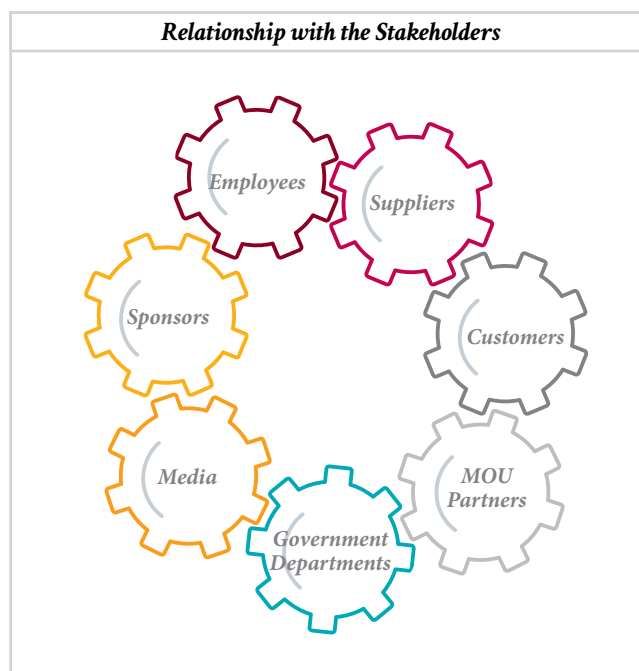 Relationship with the Stakeholders
Employees
Suppliers
Sponsors
Customers
Media
MOU
Partners
Government
Departments